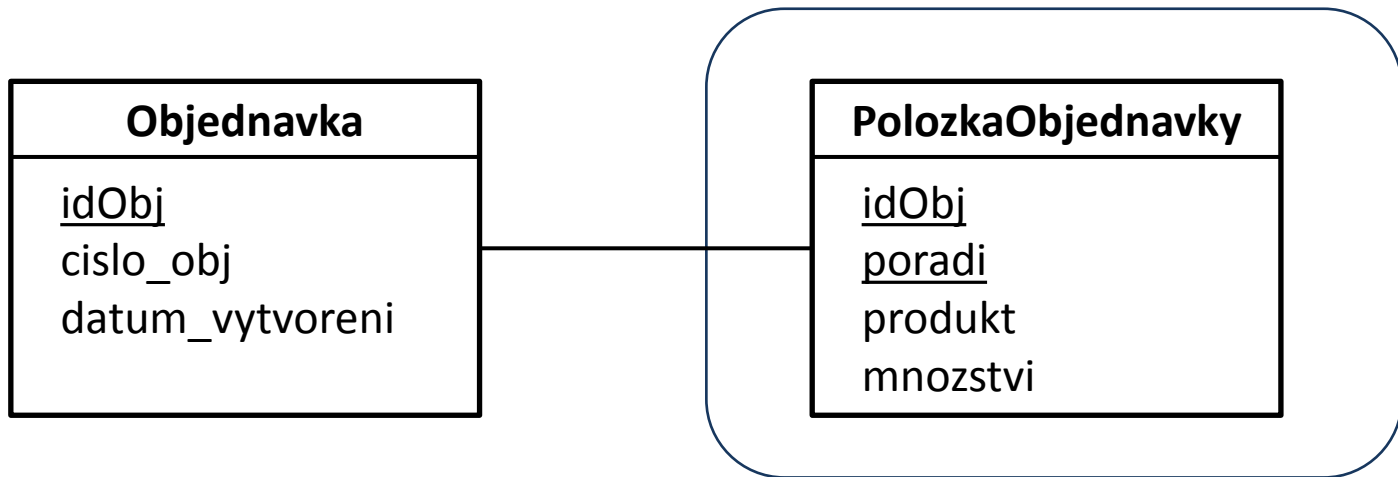 Objednavka
idObj
cislo_obj
datum_vytvoreni
PolozkaObjednavky
idObj
poradi
produkt
mnozstvi